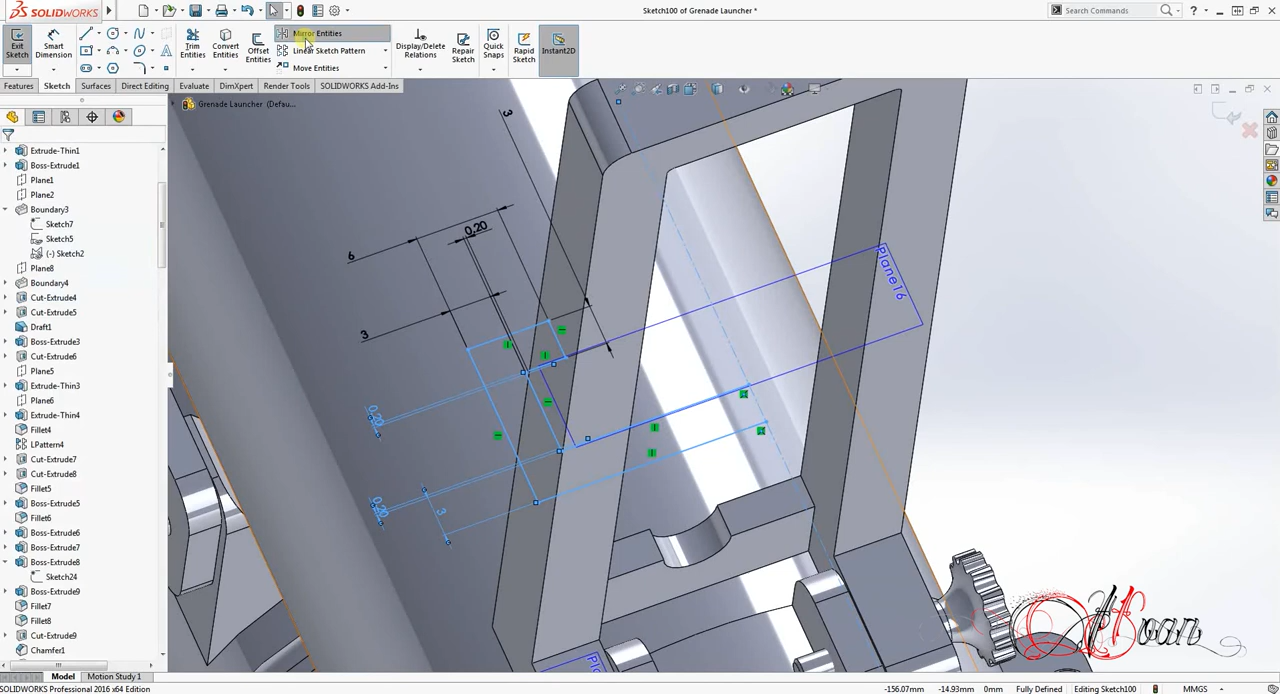 SOLIDWORKS
Sketch100 of Grenade Launcher *
Search Commands
Exit Sketch
Smart Dimension
Trim Entities
Convert Entities
Offset Entities
Mirror Entities
Linear Sketch Pattern
Move Entities
Display/Delete Relations
Repair Sketch
Quick Snaps
Rapid Sketch
Instant2D
Features
Sketch
Surfaces
Direct Editing
Evaluate
DimXpert
Render Tools
SOLIDWORKS Add-Ins
Grenade Launcher (Defau...
Extrude-Thin1
Boss-Extrude1
Plane1
Plane2
Boundary3
Sketch7
Sketch5
(-) Sketch2
Plane8
Boundary4
Cut-Extrude4
Cut-Extrude5
Draft1
Boss-Extrude3
Cut-Extrude6
Plane5
Extrude-Thin3
Plane6
Extrude-Thin4
Fillet4
LPattern4
Cut-Extrude7
Cut-Extrude8
Fillet5
Boss-Extrude5
Fillet6
Boss-Extrude6
Boss-Extrude7
Boss-Extrude8
Sketch24
Boss-Extrude9
Fillet7
Fillet8
Cut-Extrude9
Chamfer1
3
0.20
6
3
0.20
0.20
3
Plane16
Model
Motion Study 1
SOLIDWORKS Professional 2016 x64 Edition
-156.07mm
-14.93mm
0mm
Fully Defined
Editing Sketch100
MMGS